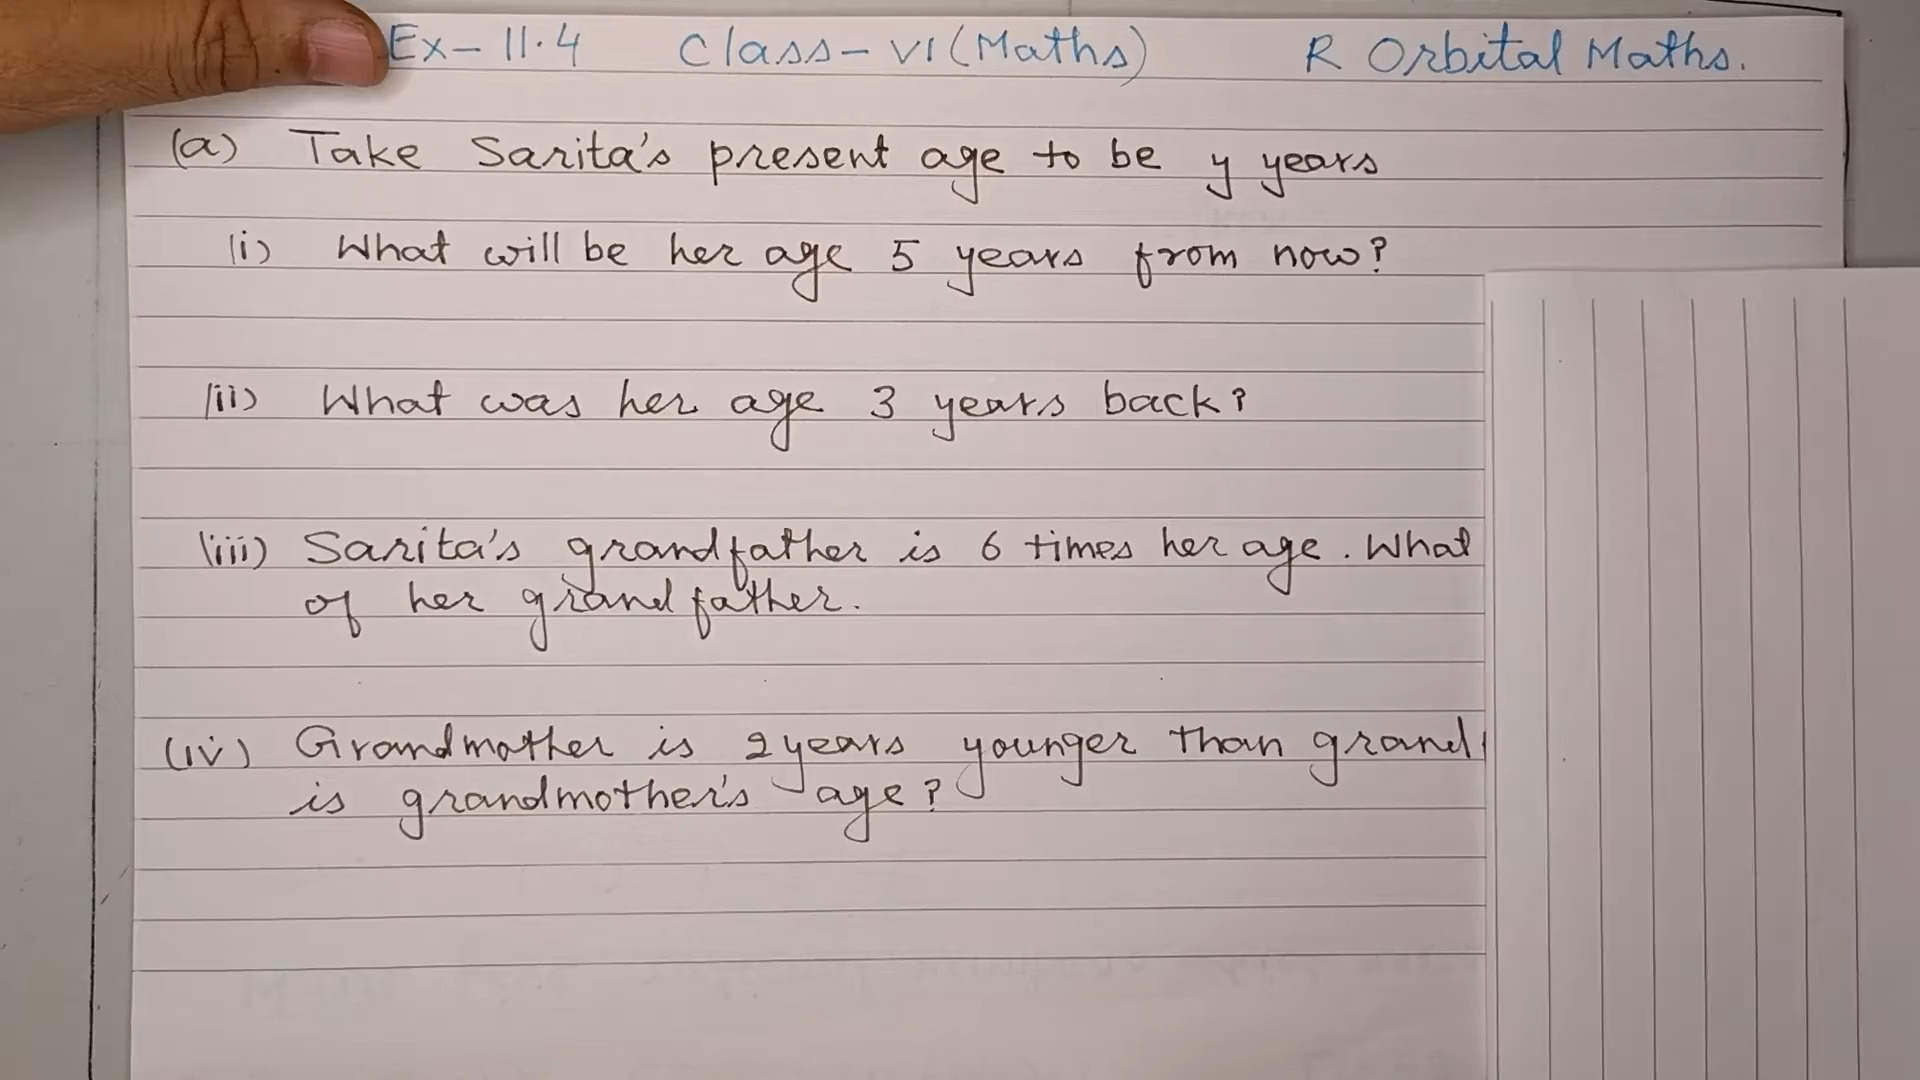 Ex- 11.4 Class- VI (Maths) R Orbital Maths.
(a) Take Sarita's present age to be y years
(i) What will be her age 5 years from now?
(ii) What was her age 3 years back?
(iii) Sarita's grandfather is 6 times her age. What
of her grandfather.
(iv) Grandmother is 2 years younger than grand
is grandmother's age?